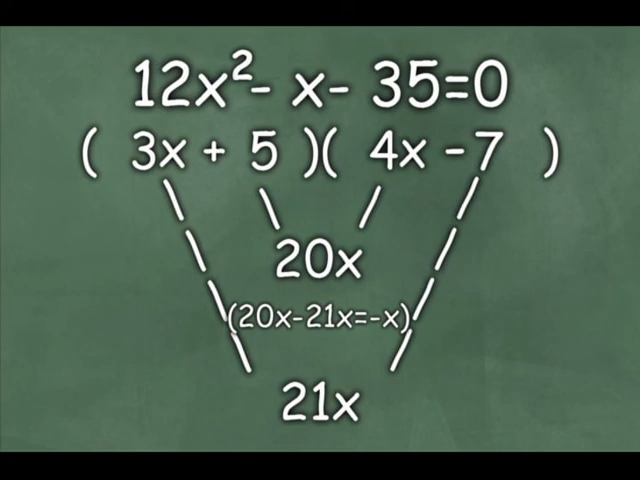 12x²- x- 35=0
( 3x + 5 )( 4x - 7 )
20x
(20x-21x=-x)
21x